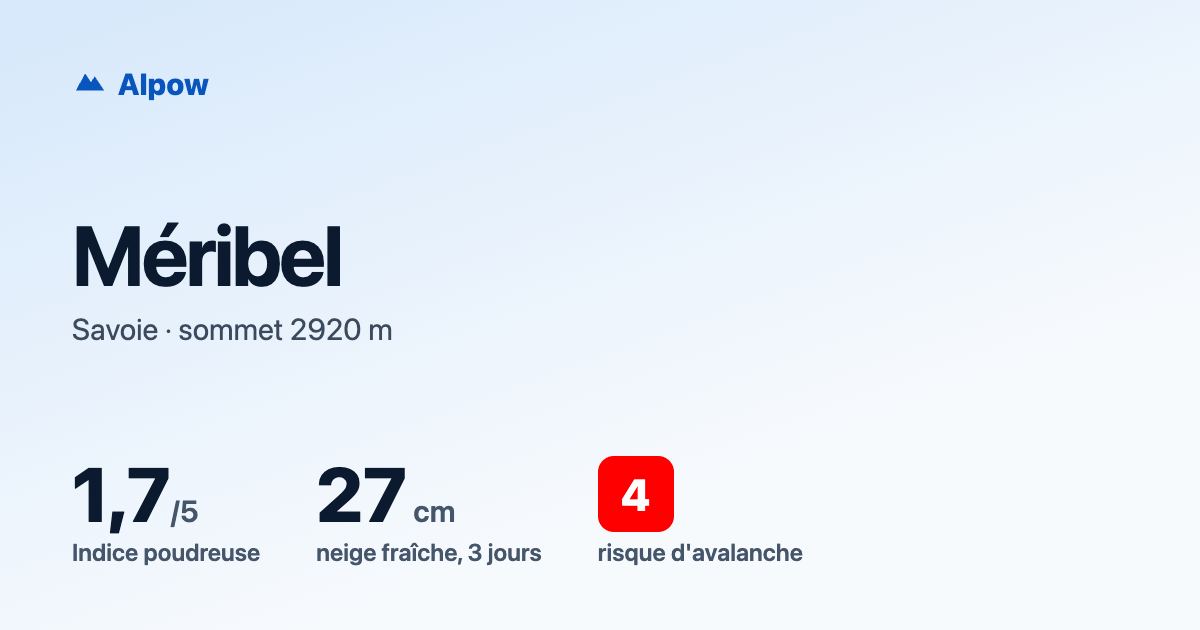 Alpow
Méribel
Savoie · sommet 2920 m
1,7/5
Indice poudreuse
27 cm
neige fraîche, 3 jours
4
risque d'avalanche